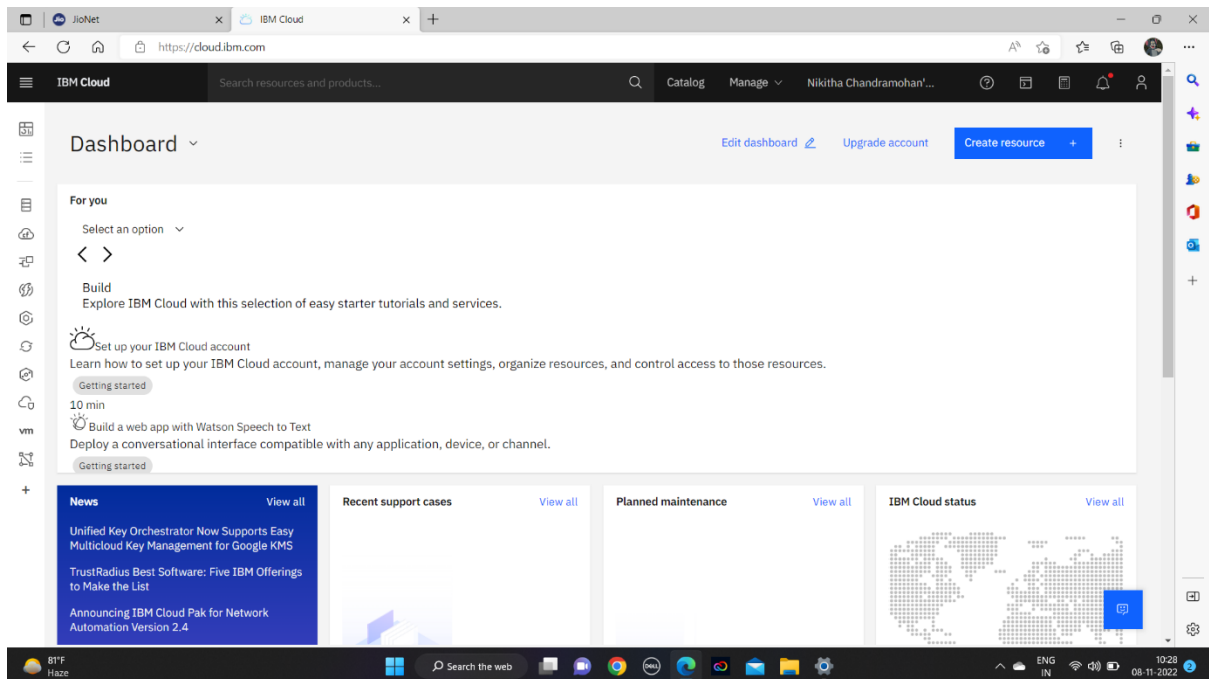 JioNet
IBM Cloud
https://cloud.ibm.com
IBM Cloud
Search resources and products...
Catalog
Manage
Nikitha Chandramohan'...
Dashboard
Edit dashboard
Upgrade account
Create resource +
For you
Select an option
Build
Explore IBM Cloud with this selection of easy starter tutorials and services.
Set up your IBM Cloud account
Learn how to set up your IBM Cloud account, manage your account settings, organize resources, and control access to those resources.
Getting started
10 min
Build a web app with Watson Speech to Text
Deploy a conversational interface compatible with any application, device, or channel.
Getting started
vm
News
View all
Unified Key Orchestrator Now Supports Easy
Multicloud Key Management for Google KMS
TrustRadius Best Software: Five IBM Offerings
to Make the List
Announcing IBM Cloud Pak for Network
Automation Version 2.4
Recent support cases
View all
Planned maintenance
View all
IBM Cloud status
View all
81°F
Haze
Search the web
DELL
ENG
IN
10:28
08-11-2022
2